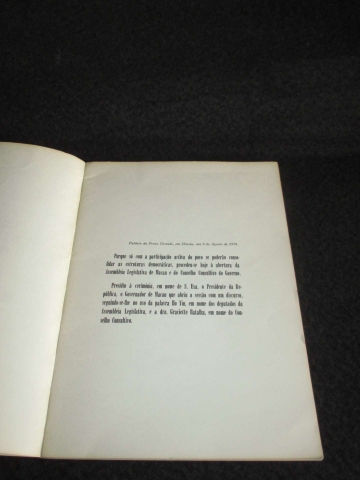 Palácio da Praia Grande, em Macau, em 9 de Agosto de 1976.
Porque só com a participação activa do povo se poderão conso-
lidar as estruturas democráticas, procedeu-se hoje à abertura da
Assembleia Legislativa de Macau e do Conselho Consultivo do Governo.
Presidiu à cerimónia, em nome de S. Exa. o Presidente da Re-
pública, o Governador de Macau que abriu a sessão com um discurso,
seguindo-se-lhe no uso da palavra Ho Yin, em nome dos deputados da
Assembleia Legislativa, e a dra. Graciette Batalha, em nome do Con-
selho Consultivo.